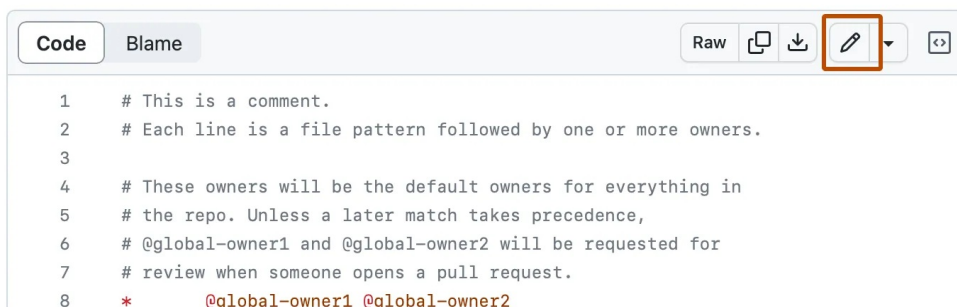 Code Blame Raw
1 # This is a comment.
2 # Each line is a file pattern followed by one or more owners.
3
4 # These owners will be the default owners for everything in
5 # the repo. Unless a later match takes precedence,
6 # @global-owner1 and @global-owner2 will be requested for
7 # review when someone opens a pull request.
8 * @global-owner1 @global-owner2